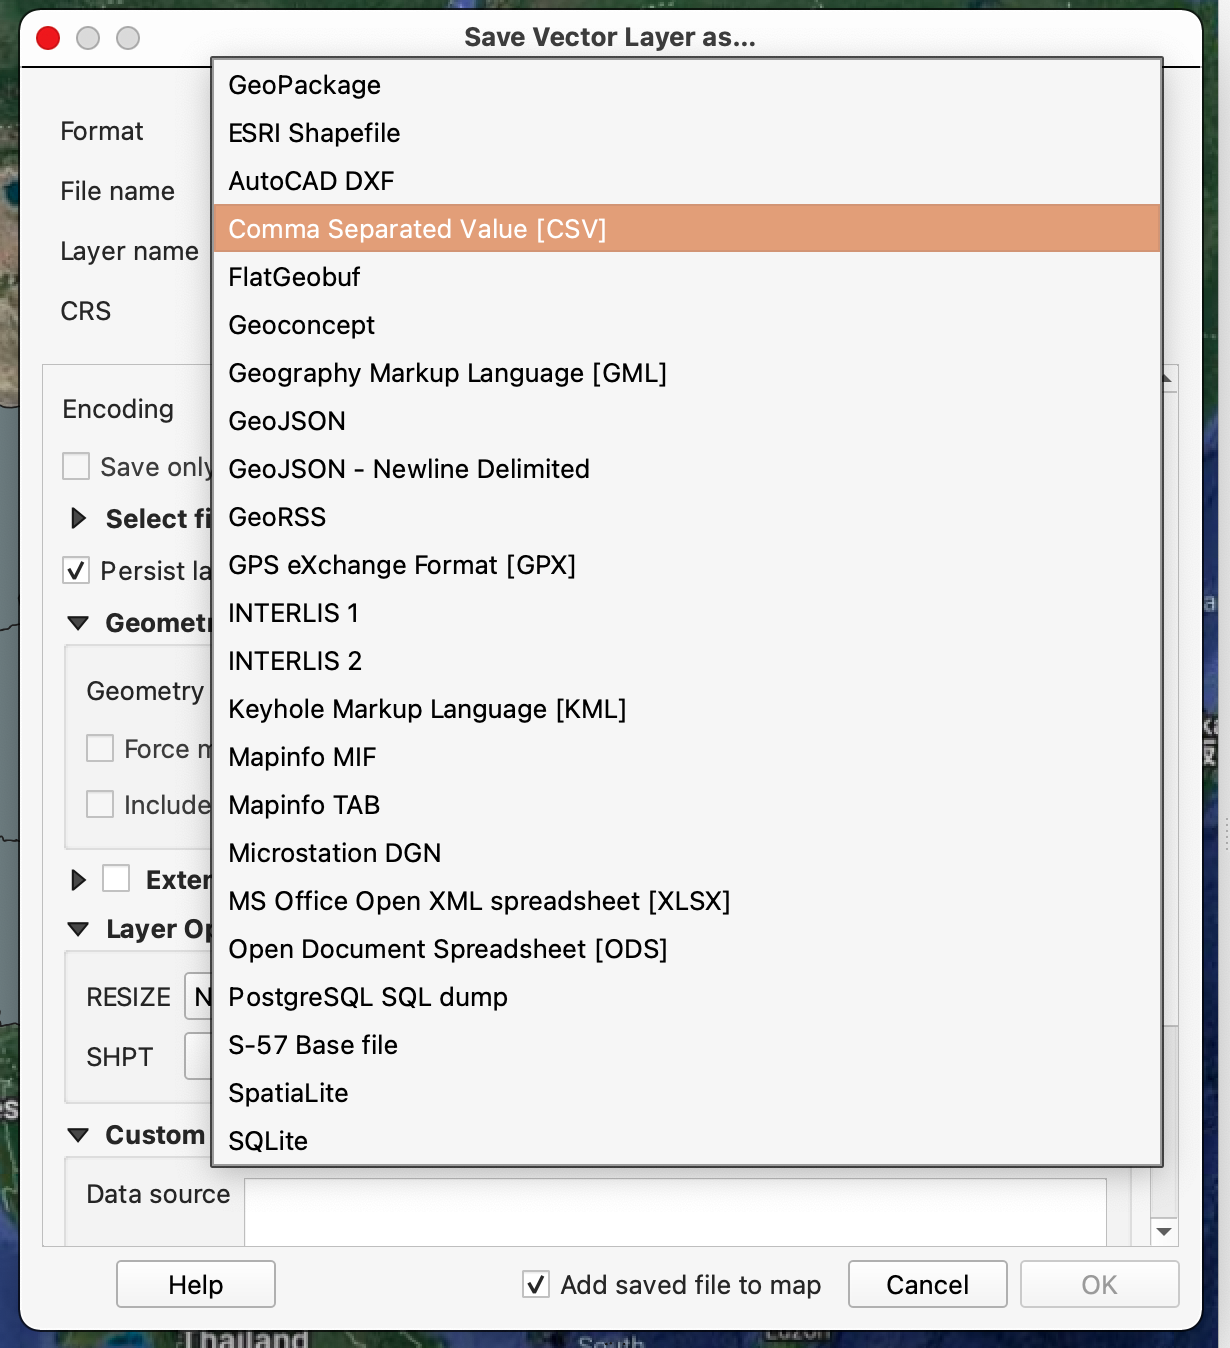 Save Vector Layer as...
Format
File name
Layer name
CRS
GeoPackage
ESRI Shapefile
AutoCAD DXF
Comma Separated Value [CSV]
FlatGeobuf
Geoconcept
Geography Markup Language [GML]
GeoJSON
GeoJSON - Newline Delimited
GeoRSS
GPS eXchange Format [GPX]
INTERLIS 1
INTERLIS 2
Keyhole Markup Language [KML]
Mapinfo MIF
Mapinfo TAB
Microstation DGN
MS Office Open XML spreadsheet [XLSX]
Open Document Spreadsheet [ODS]
PostgreSQL SQL dump
S-57 Base file
SpatiaLite
SQLite
Encoding
Save only
Select fi
Persist la
Geometr
Geometry
Force m
Include
Exter
Layer Op
RESIZE N
SHPT
Custom
Data source
Help
Add saved file to map
Cancel
OK
Thailand
South
Luzon